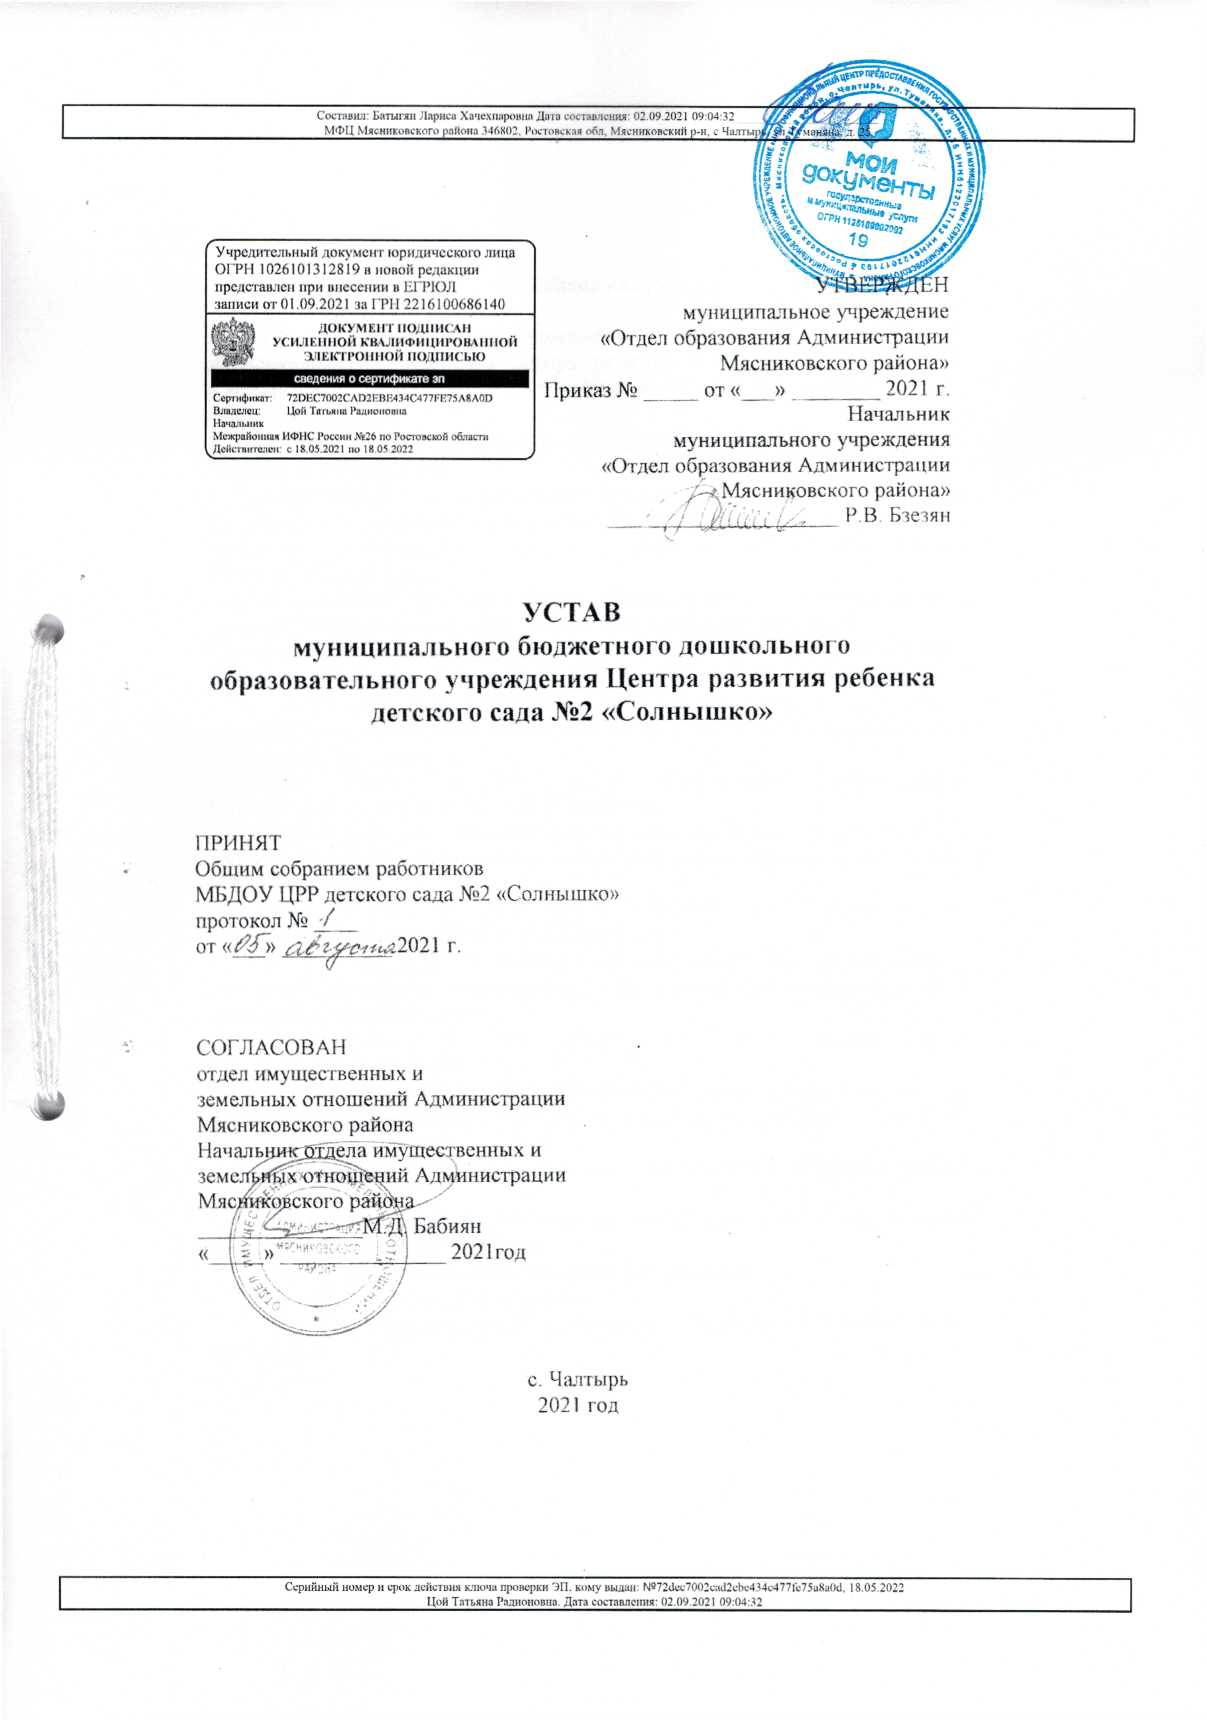 Составил: Батыгян Лариса Хачехпаровна Дата составления: 02.09.2021 09:04:32
МФЦ Мясниковского района 346802, Ростовская обл, Мясниковский р-н, с Чалтырь, ул Туманяна, д. 25
мои
документы
государственные
и муниципальные услуги
19
Учредительный документ юридического лица
ОГРН 1026101312819 в новой редакции
представлен при внесении в ЕГРЮЛ
записи от 01.09.2021 за ГРН 2216100686140
ДОКУМЕНТ ПОДПИСАН
УСИЛЕННОЙ КВАЛИФИЦИРОВАННОЙ
ЭЛЕКТРОННОЙ ПОДПИСЬЮ
сведения о сертификате эп
Сертификат: 72DEC7002CAD2EBE434C477FE75A8A0D
Владелец: Цой Татьяна Радионовна
Начальник
Межрайонная ИФНС России №26 по Ростовской области
Действителен: с 18.05.2021 по 18.05.2022
УТВЕРЖДЕН
муниципальное учреждение
«Отдел образования Администрации
Мясниковского района»
Приказ № _____ от «___» ________ 2021 г.
Начальник
муниципального учреждения
«Отдел образования Администрации
Мясниковского района»
Р.В. Бзезян
УСТАВ
муниципального бюджетного дошкольного
образовательного учреждения Центра развития ребенка
детского сада №2 «Солнышко»
ПРИНЯТ
Общим собранием работников
МБДОУ ЦРР детского сада №2 «Солнышко»
протокол № 1
от «05» августа 2021 г.
СОГЛАСОВАН
отдел имущественных и
земельных отношений Администрации
Мясниковского района
Начальник отдела имущественных и
земельных отношений Администрации
Мясниковского района
М.Д. Бабиян
«_____» _______________ 2021год
АДМИНИСТРАЦИЯ
МЯСНИКОВСКОГО
РАЙОНА
с. Чалтырь
2021 год
Серийный номер и срок действия ключа проверки ЭП, кому выдан: №72dec7002cad2ebe434c477fe75a8a0d, 18.05.2022
Цой Татьяна Радионовна. Дата составления: 02.09.2021 09:04:32